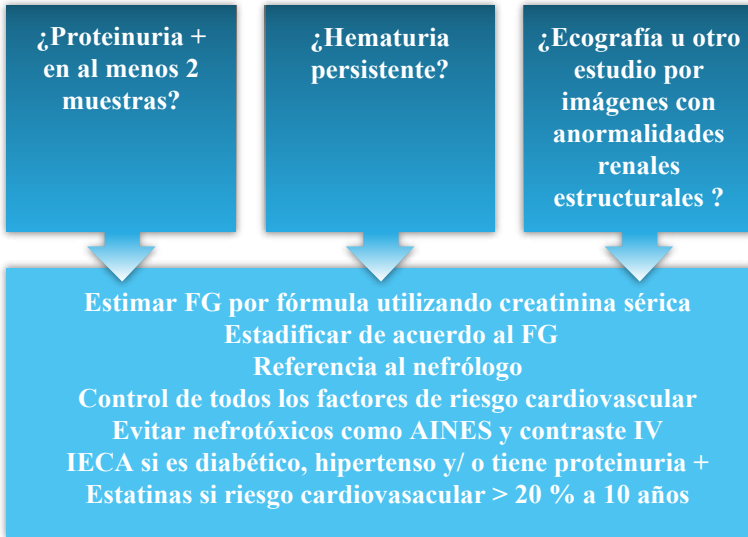 ¿Proteinuria +
en al menos 2
muestras?
¿Hematuria
persistente?
¿Ecografía u otro
estudio por
imágenes con
anormalidades
renales
estructurales ?
Estimar FG por fórmula utilizando creatinina sérica
Estadificar de acuerdo al FG
Referencia al nefrólogo
Control de todos los factores de riesgo cardiovascular
Evitar nefrotóxicos como AINES y contraste IV
IECA si es diabético, hipertenso y/ o tiene proteinuria +
Estatinas si riesgo cardiovasacular > 20 % a 10 años